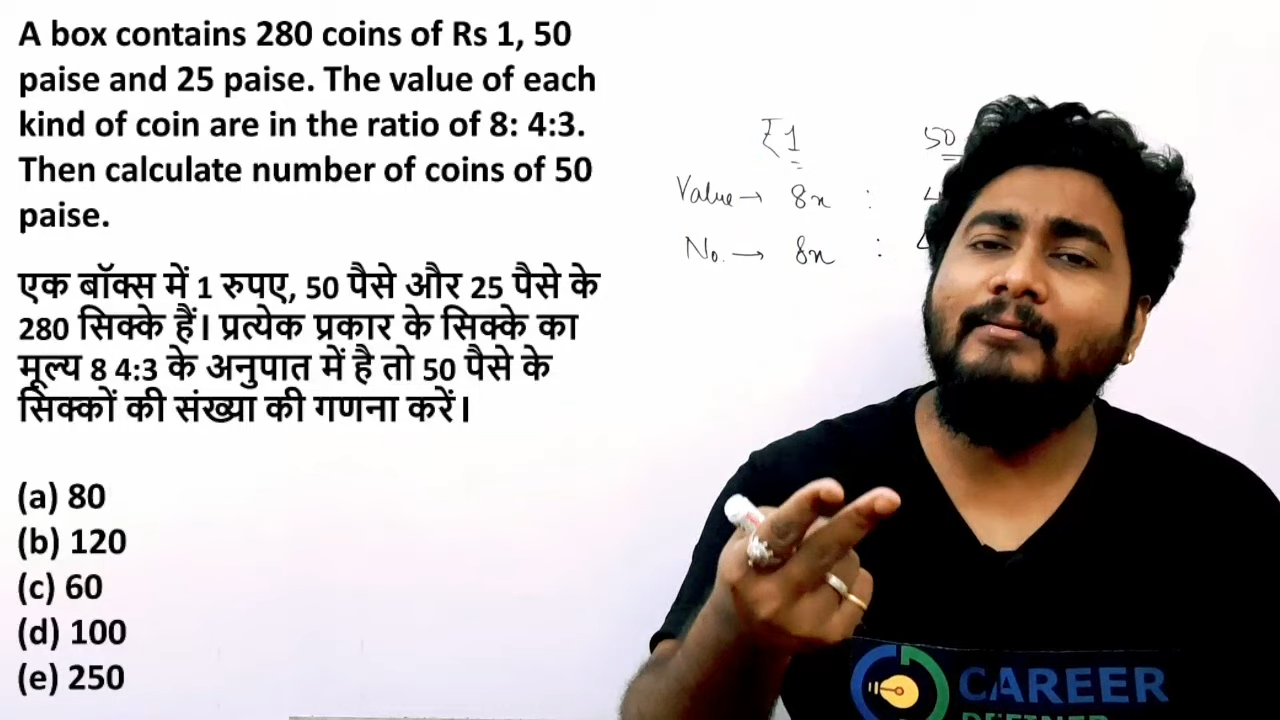 A box contains 280 coins of Rs 1, 50
paise and 25 paise. The value of each
kind of coin are in the ratio of 8: 4:3.
Then calculate number of coins of 50
paise.
एक बॉक्स में 1 रुपए, 50 पैसे और 25 पैसे के
280 सिक्के हैं। प्रत्येक प्रकार के सिक्के का
मूल्य 8 4:3 के अनुपात में है तो 50 पैसे के
सिक्कों की संख्या की गणना करें।
(a) 80
(b) 120
(c) 60
(d) 100
(e) 250
₹1 50
Value → 8x : 4
No. → 8x : 4
CAREER
DEFINER